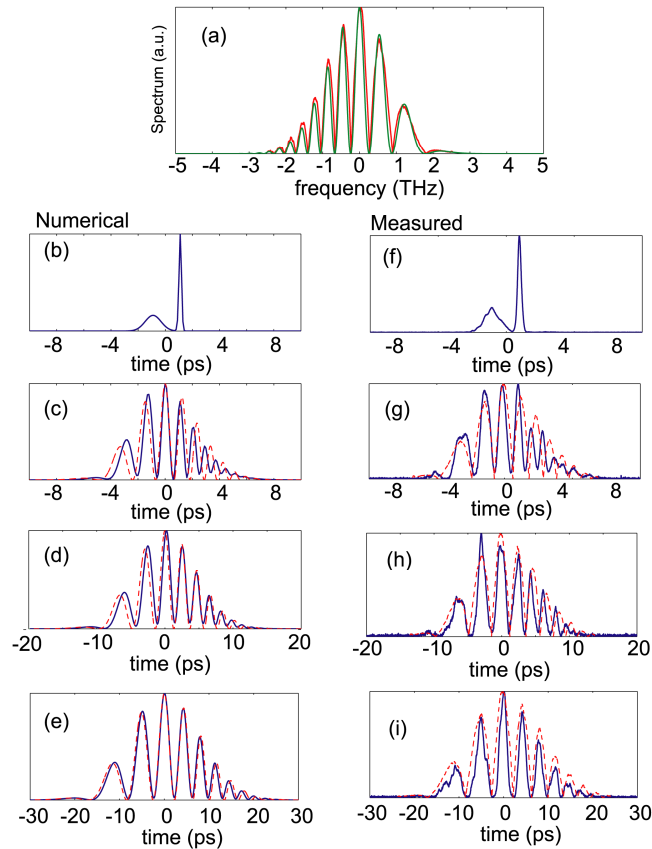 (a)
Spectrum (a.u.)
-5 -4 -3 -2 -1 0 1 2 3 4 5
frequency (THz)
Numerical
(b)
-8 -4 0 4 8
time (ps)
(c)
-8 -4 0 4 8
time (ps)
(d)
-20 -10 0 10 20
time (ps)
(e)
-30 -20 -10 0 10 20 30
time (ps)
Measured
(f)
-8 -4 0 4 8
time (ps)
(g)
-8 -4 0 4 8
time (ps)
(h)
-20 -10 0 10 20
time (ps)
(i)
-30 -20 -10 0 10 20 30
time (ps)